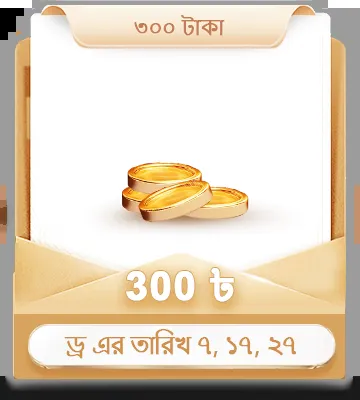 ৩০০ টাকা
300 ৳
ড্র এর তারিখ ৭, ১৭, ২৭